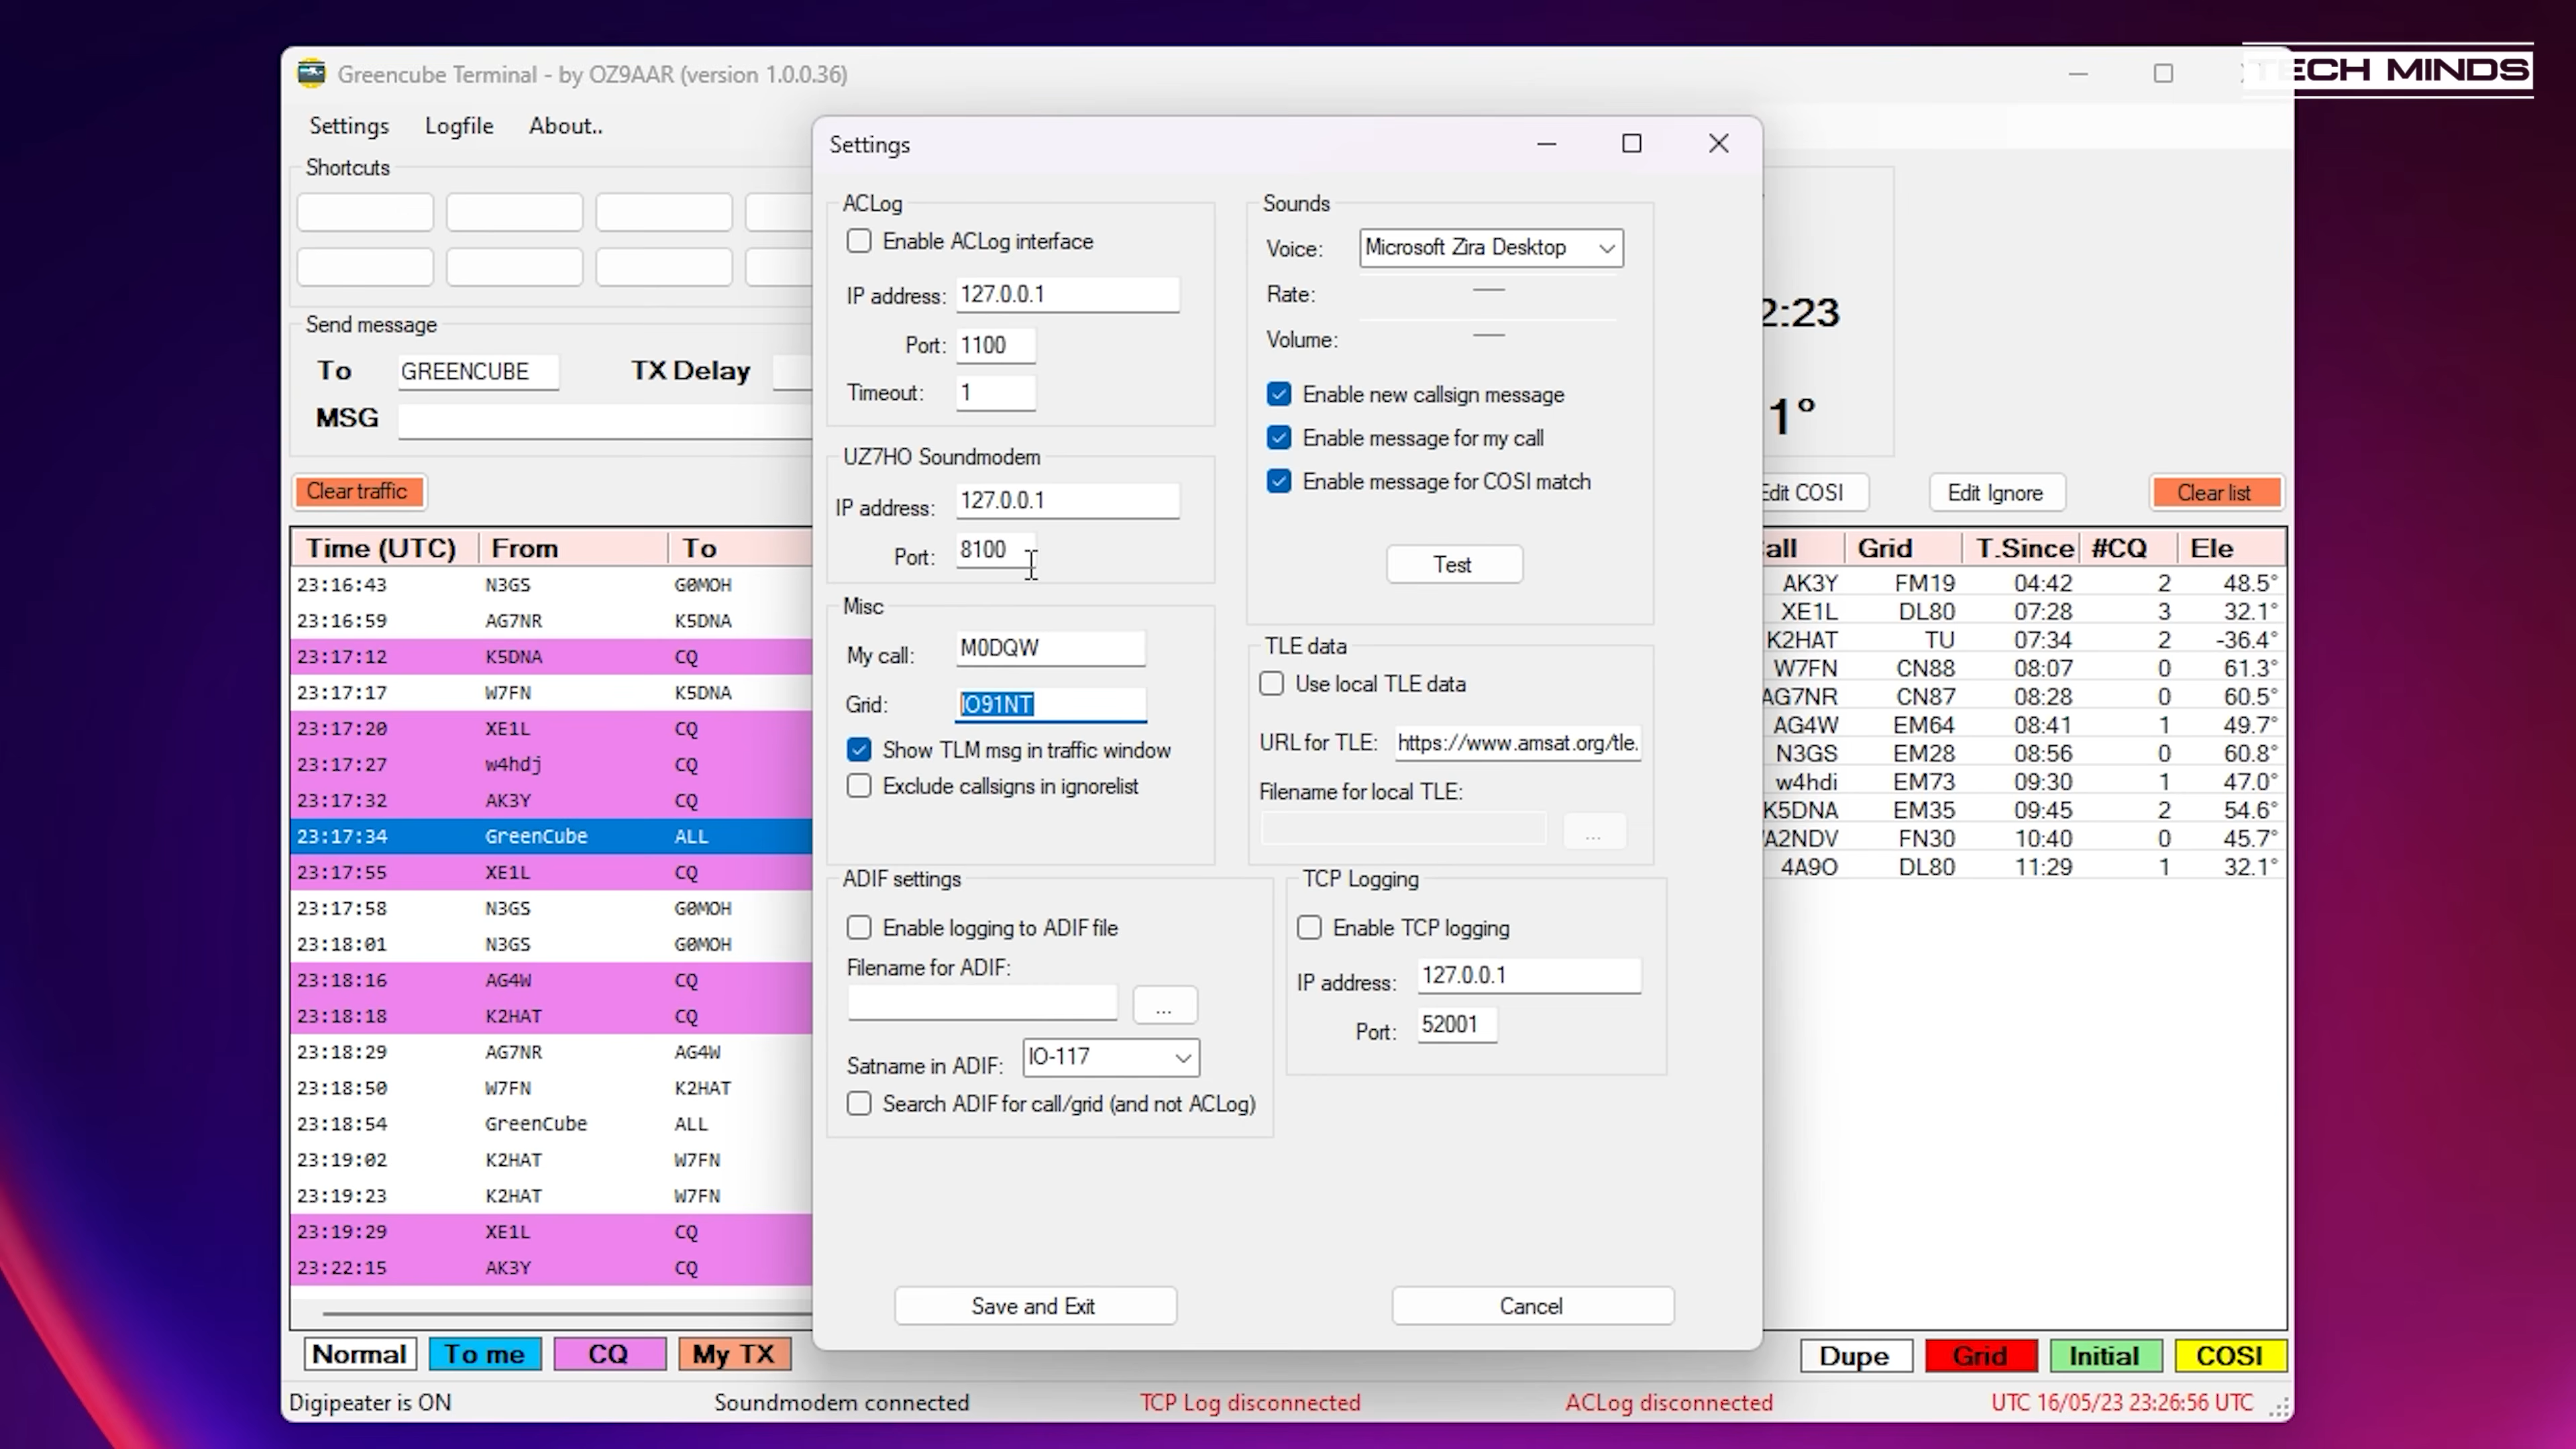 TECH MINDS
Greencube Terminal - by OZ9AAR (version 1.0.0.36)
Settings Logfile About..
Shortcuts
Send message
To GREENCUBE TX Delay
MSG
2:23
1°
Clear traffic
Edit COSI Edit Ignore Clear list
Time (UTC) From To
23:16:43 N3GS G0MOH
23:16:59 AG7NR K5DNA
23:17:12 K5DNA CQ
23:17:17 W7FN K5DNA
23:17:20 XE1L CQ
23:17:27 w4hdj CQ
23:17:32 AK3Y CQ
23:17:34 GreenCube ALL
23:17:55 XE1L CQ
23:17:58 N3GS G0MOH
23:18:01 N3GS G0MOH
23:18:16 AG4W CQ
23:18:18 K2HAT CQ
23:18:29 AG7NR AG4W
23:18:50 W7FN K2HAT
23:18:54 GreenCube ALL
23:19:02 K2HAT W7FN
23:19:23 K2HAT W7FN
23:19:29 XE1L CQ
23:22:15 AK3Y CQ
Settings
ACLog
Enable ACLog interface
IP address: 127.0.0.1
Port: 1100
Timeout: 1
UZ7HO Soundmodem
IP address: 127.0.0.1
Port: 8100
Misc
My call: M0DQW
Grid: IO91NT
Show TLM msg in traffic window
Exclude callsigns in ignorelist
ADIF settings
Enable logging to ADIF file
Filename for ADIF:
...
Satname in ADIF: IO-117
Search ADIF for call/grid (and not ACLog)
Sounds
Voice: Microsoft Zira Desktop
Rate:
Volume:
Enable new callsign message
Enable message for my call
Enable message for COSI match
Test
TLE data
Use local TLE data
URL for TLE: https://www.amsat.org/tle.
Filename for local TLE:
...
TCP Logging
Enable TCP logging
IP address: 127.0.0.1
Port: 52001
Save and Exit Cancel
all Grid T.Since #CQ Ele
AK3Y FM19 04:42 2 48.5°
XE1L DL80 07:28 3 32.1°
K2HAT TU 07:34 2 -36.4°
W7FN CN88 08:07 0 61.3°
AG7NR CN87 08:28 0 60.5°
AG4W EM64 08:41 1 49.7°
N3GS EM28 08:56 0 60.8°
w4hdj EM73 09:30 1 47.0°
K5DNA EM35 09:45 2 54.6°
A2NDV FN30 10:40 0 45.7°
4A9O DL80 11:29 1 32.1°
Normal To me CQ My TX
Dupe Grid Initial COSI
Digipeater is ON Soundmodem connected TCP Log disconnected ACLog disconnected UTC 16/05/23 23:26:56 UTC